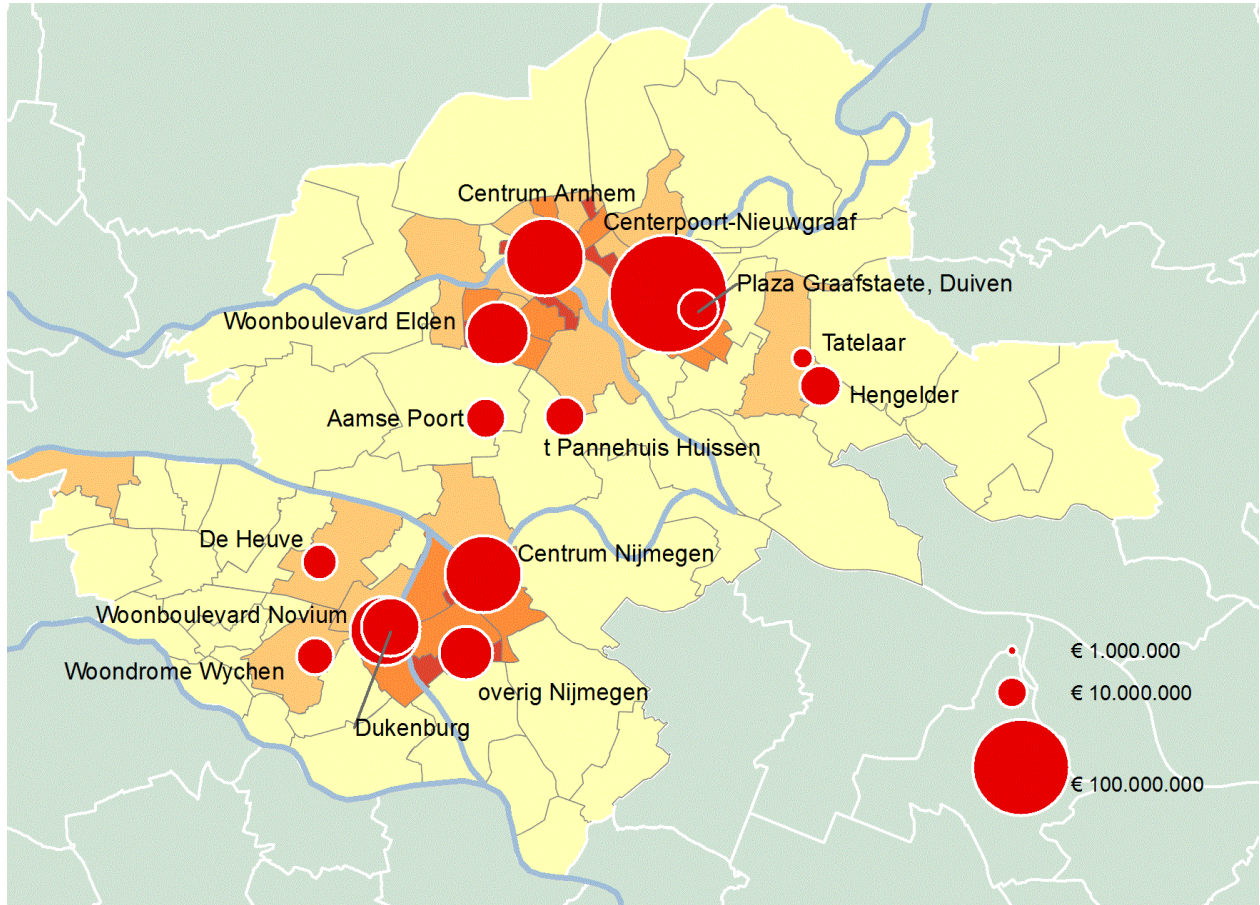 Centrum Arnhem
Centerpoort-Nieuwgraaf
Plaza Graafstaete, Duiven
Woonboulevard Elden
Tatelaar
Hengelder
Aamse Poort
t Pannehuis Huissen
De Heuve
Centrum Nijmegen
Woonboulevard Novium
Woondrome Wychen
overig Nijmegen
Dukenburg
€ 1.000.000
€ 10.000.000
€ 100.000.000